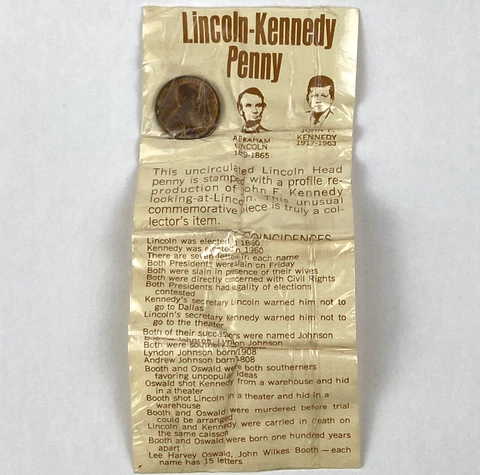 Lincoln-Kennedy
Penny
ABRAHAM
LINCOLN
1809-1865
JOHN F.
KENNEDY
1917-1963
This uncirculated Lincoln Head
penny is stamped with a profile re-
production of John F. Kennedy
looking-at-Lincoln. This unusual
commemorative piece is truly a col-
lector's item.
COINCIDENCES
Lincoln was elected in 1860
Kennedy was elected in 1960
There are seven letters in each name
Both Presidents were slain on Friday
Both were slain in presence of their wives
Both were directly concerned with Civil Rights
Both Presidents had legality of elections
contested
Kennedy's secretary Lincoln warned him not to
go to Dallas
Lincoln's secretary Kennedy warned him not to
go to the theater
Both of their successors were named Johnson
Andrew Johnson, Lyndon Johnson
Both were southerners
Lyndon Johnson born 1908
Andrew Johnson born 1808
Booth and Oswald were both southerners
favoring unpopular ideas
Oswald shot Kennedy from a warehouse and hid
in a theater
Booth shot Lincoln in a theater and hid in a
warehouse
Booth and Oswald were murdered before trial
could be arranged
Lincoln and Kennedy were carried in death on
the same caisson
Booth and Oswald were born one hundred years
apart
Lee Harvey Oswald, John Wilkes Booth — each
name has 15 letters